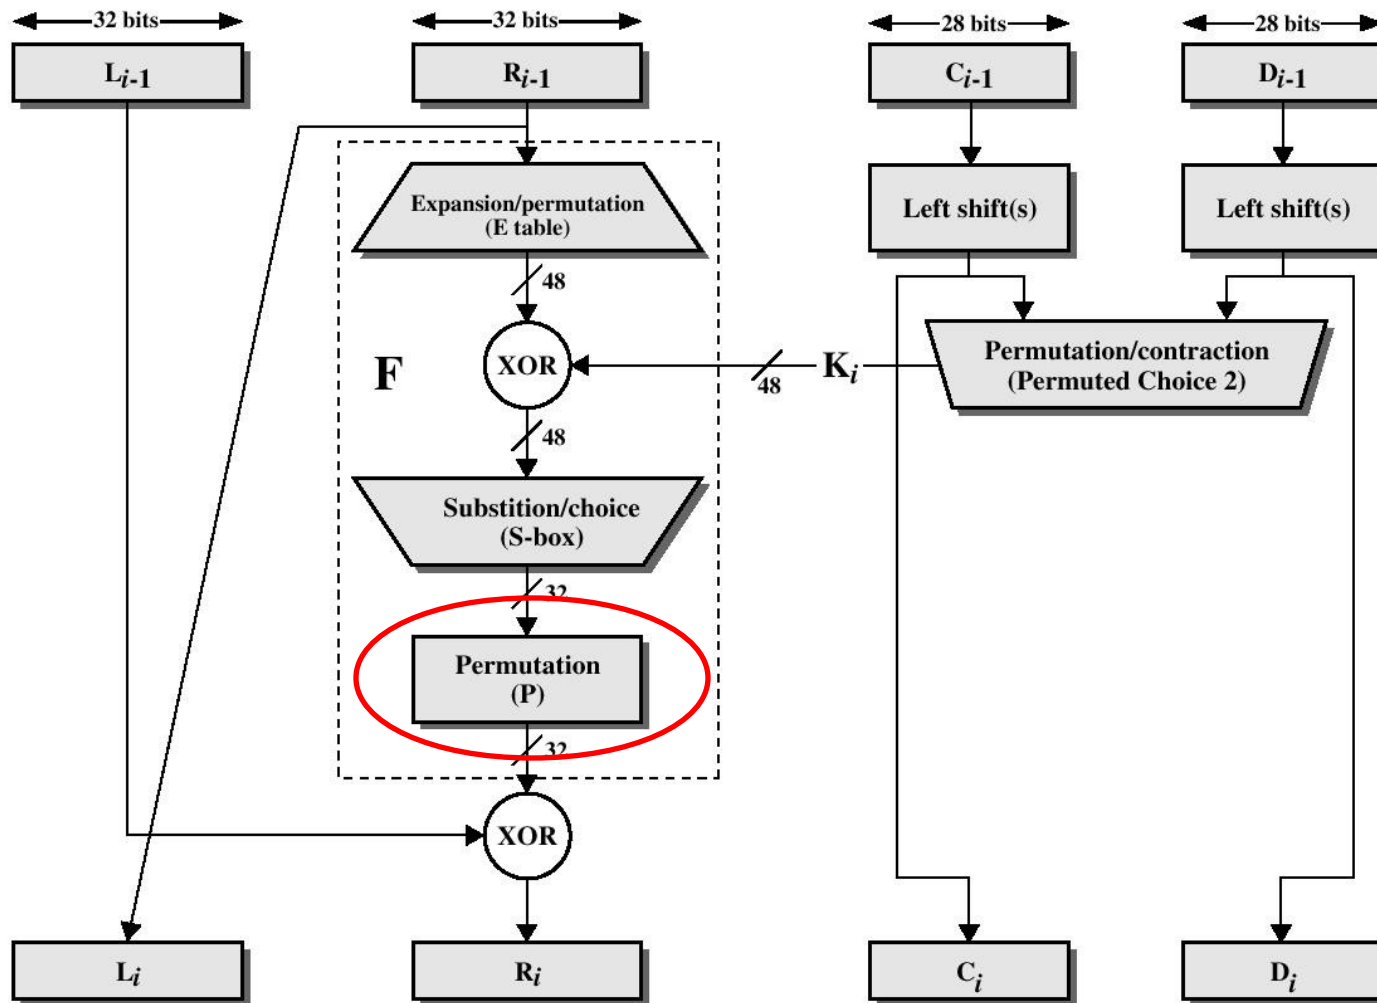 32 bits
32 bits
28 bits
28 bits
Li-1
Ri-1
Ci-1
Di-1
Expansion/permutation
(E table)
Left shift(s)
Left shift(s)
48
F
XOR
48
Ki
Permutation/contraction
(Permuted Choice 2)
48
Substition/choice
(S-box)
32
Permutation
(P)
32
XOR
Li
Ri
Ci
Di